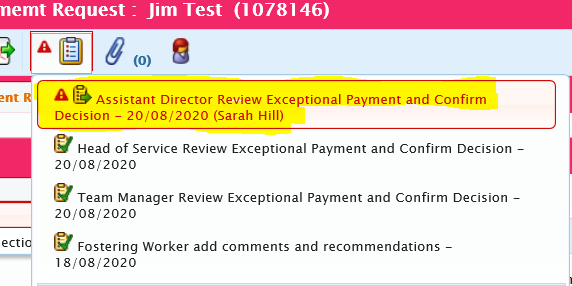 memt Request : Jim Test (1078146)
(0)
ent R
Assistant Director Review Exceptional Payment and Confirm
Decision – 20/08/2020 (Sarah Hill)
Head of Service Review Exceptional Payment and Confirm Decision –
20/08/2020
Team Manager Review Exceptional Payment and Confirm Decision –
20/08/2020
ectio
Fostering Worker add comments and recommendations –
18/08/2020